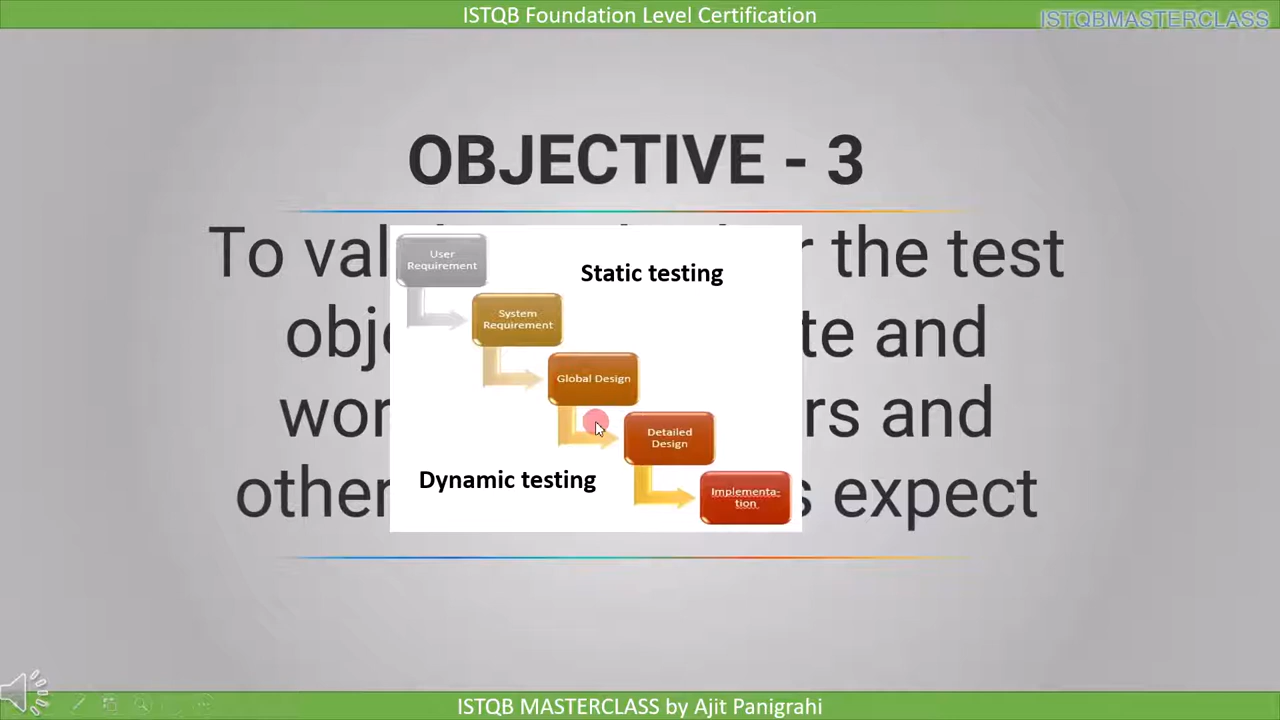 ISTQB Foundation Level Certification
ISTQBMASTERCLASS
OBJECTIVE - 3
To val r the test
obje te and
wor rs and
other s expect
User
Requirement
Static testing
System
Requirement
Global Design
Detailed
Design
Dynamic testing
Implementa-
tion
ISTQB MASTERCLASS by Ajit Panigrahi